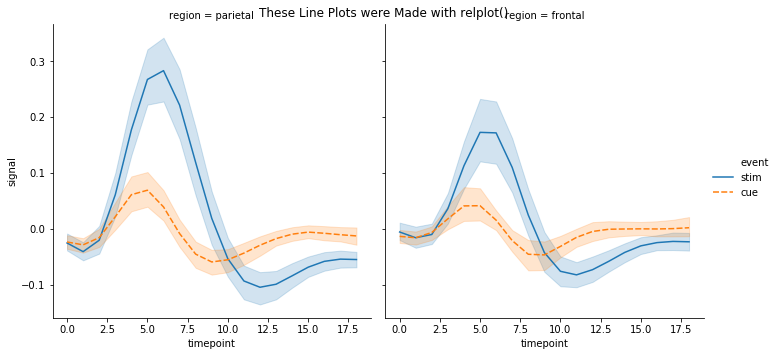 These Line Plots were Made with relplot()
region = parietal
region = frontal
signal
0.3
0.2
0.1
0.0
−0.1
0.0 2.5 5.0 7.5 10.0 12.5 15.0 17.5
timepoint
0.0 2.5 5.0 7.5 10.0 12.5 15.0 17.5
timepoint
event
stim
cue